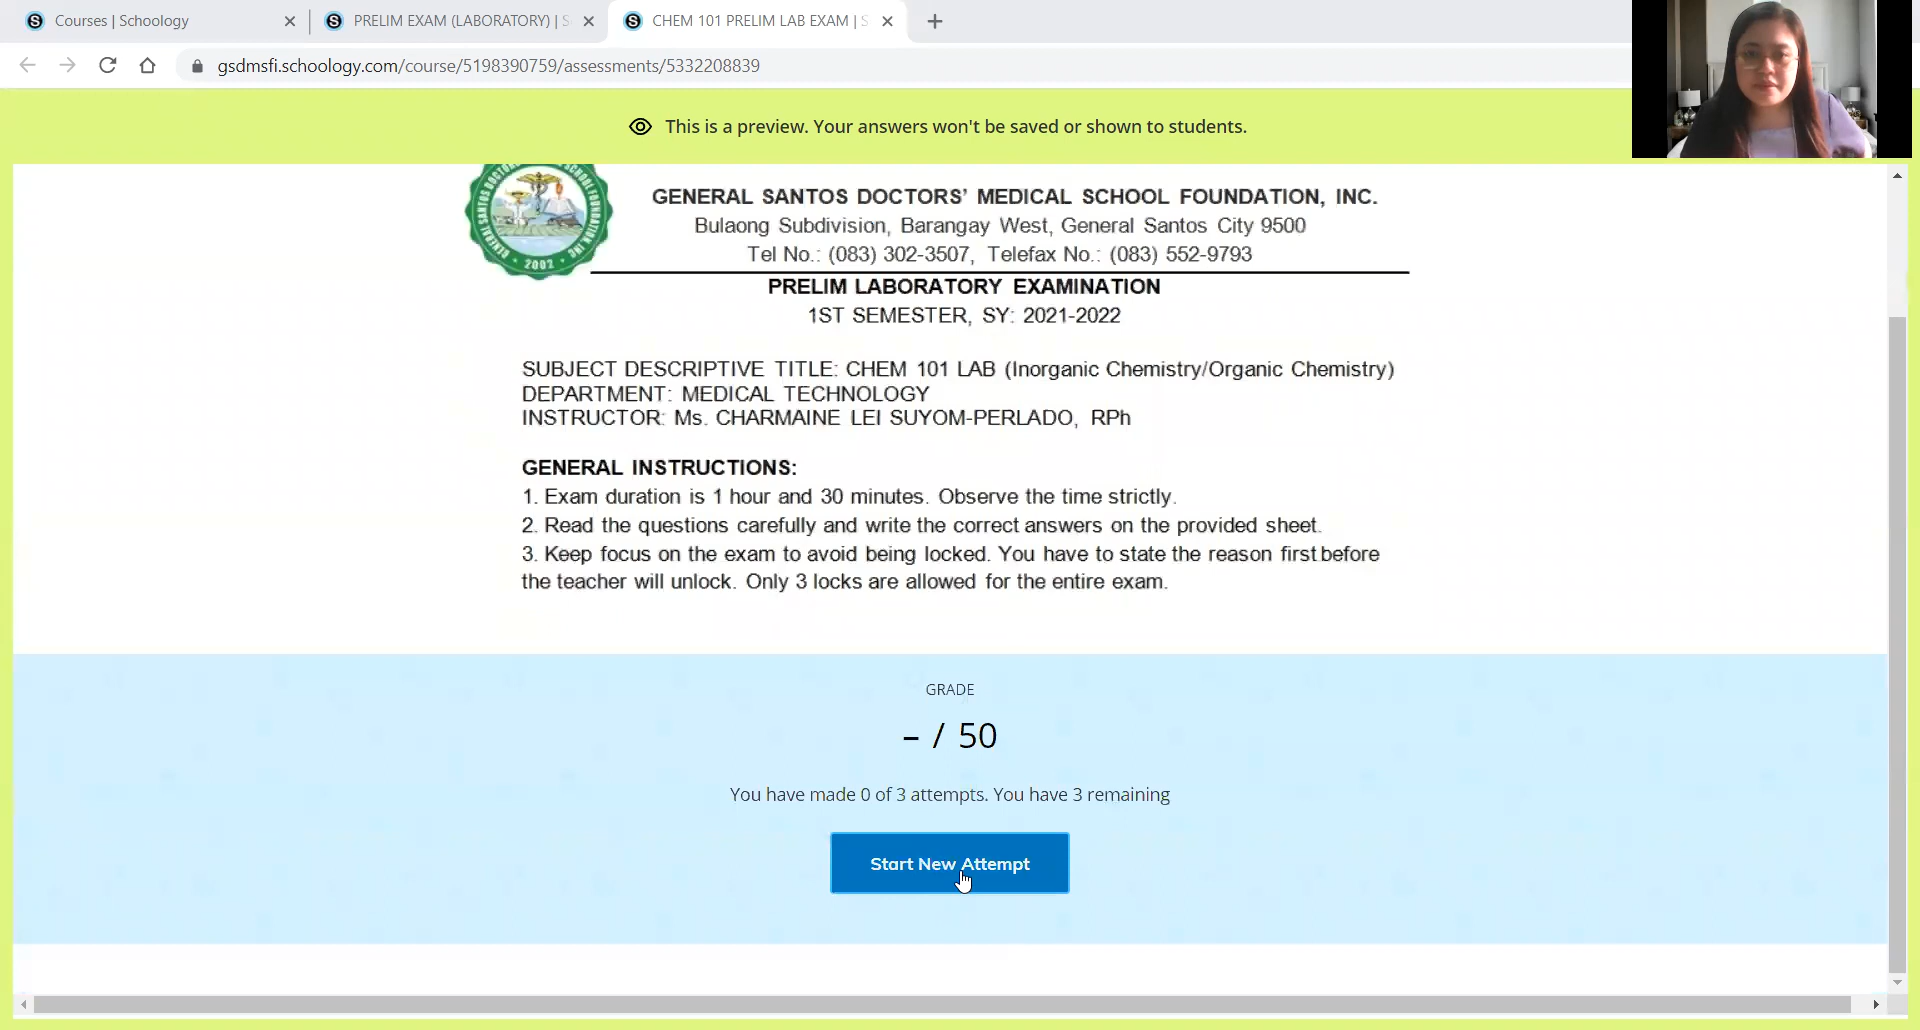 Courses | Schoology
PRELIM EXAM (LABORATORY) | S
CHEM 101 PRELIM LAB EXAM | S
gsdmsfi.schoology.com/course/5198390759/assessments/5332208839
This is a preview. Your answers won't be saved or shown to students.
GENERAL SANTOS DOCTORS' MEDICAL SCHOOL FOUNDATION, INC.
Bulaong Subdivision, Barangay West, General Santos City 9500
Tel No.: (083) 302-3507, Telefax No.: (083) 552-9793
2002
PRELIM LABORATORY EXAMINATION
1ST SEMESTER, SY: 2021-2022
SUBJECT DESCRIPTIVE TITLE: CHEM 101 LAB (Inorganic Chemistry/Organic Chemistry)
DEPARTMENT: MEDICAL TECHNOLOGY
INSTRUCTOR: Ms. CHARMAINE LEI SUYOM-PERLADO, RPh
GENERAL INSTRUCTIONS:
1. Exam duration is 1 hour and 30 minutes. Observe the time strictly.
2. Read the questions carefully and write the correct answers on the provided sheet.
3. Keep focus on the exam to avoid being locked. You have to state the reason first before
the teacher will unlock. Only 3 locks are allowed for the entire exam.
GRADE
– / 50
You have made 0 of 3 attempts. You have 3 remaining
Start New Attempt